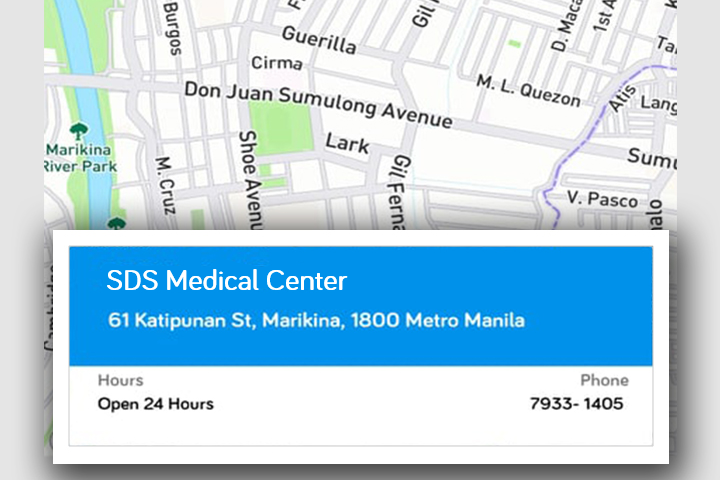 Burgos
Gil
D. Maca
1st A
Guerilla
Cirma
Don Juan Sumulong Avenue
M. L. Quezon
Atis
Lang
Marikina
River Park
M. Cruz
Shoe Avenu
Lark
Gil Ferna
Sumu
V. Pasco
SDS Medical Center
61 Katipunan St, Marikina, 1800 Metro Manila
Hours
Phone
Open 24 Hours
7933- 1405